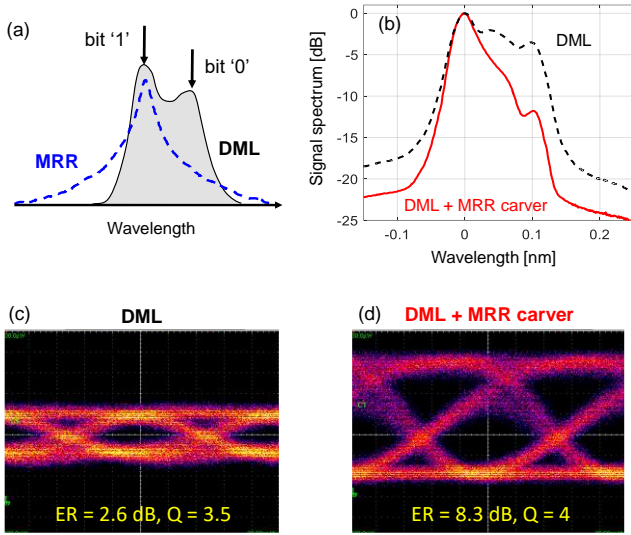 (a)
bit ‘1’
bit ‘0’
MRR
DML
Wavelength
(b)
Signal spectrum [dB]
0
-5
-10
-15
-20
-25
DML
DML + MRR carver
-0.1
0
0.1
0.2
Wavelength [nm]
(c)
DML
ER = 2.6 dB, Q = 3.5
(d)
DML + MRR carver
C1
ER = 8.3 dB, Q = 4